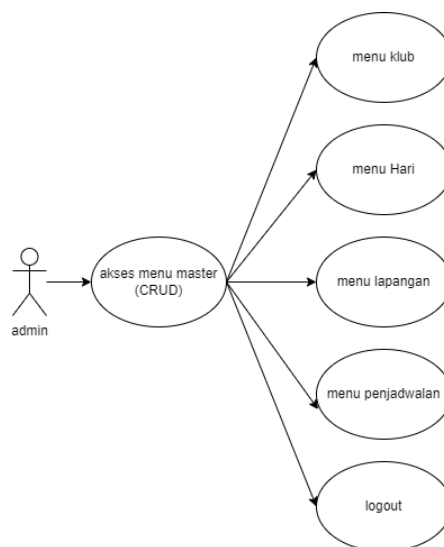 menu klub
menu Hari
akses menu master
(CRUD)
menu lapangan
admin
menu penjadwalan
logout